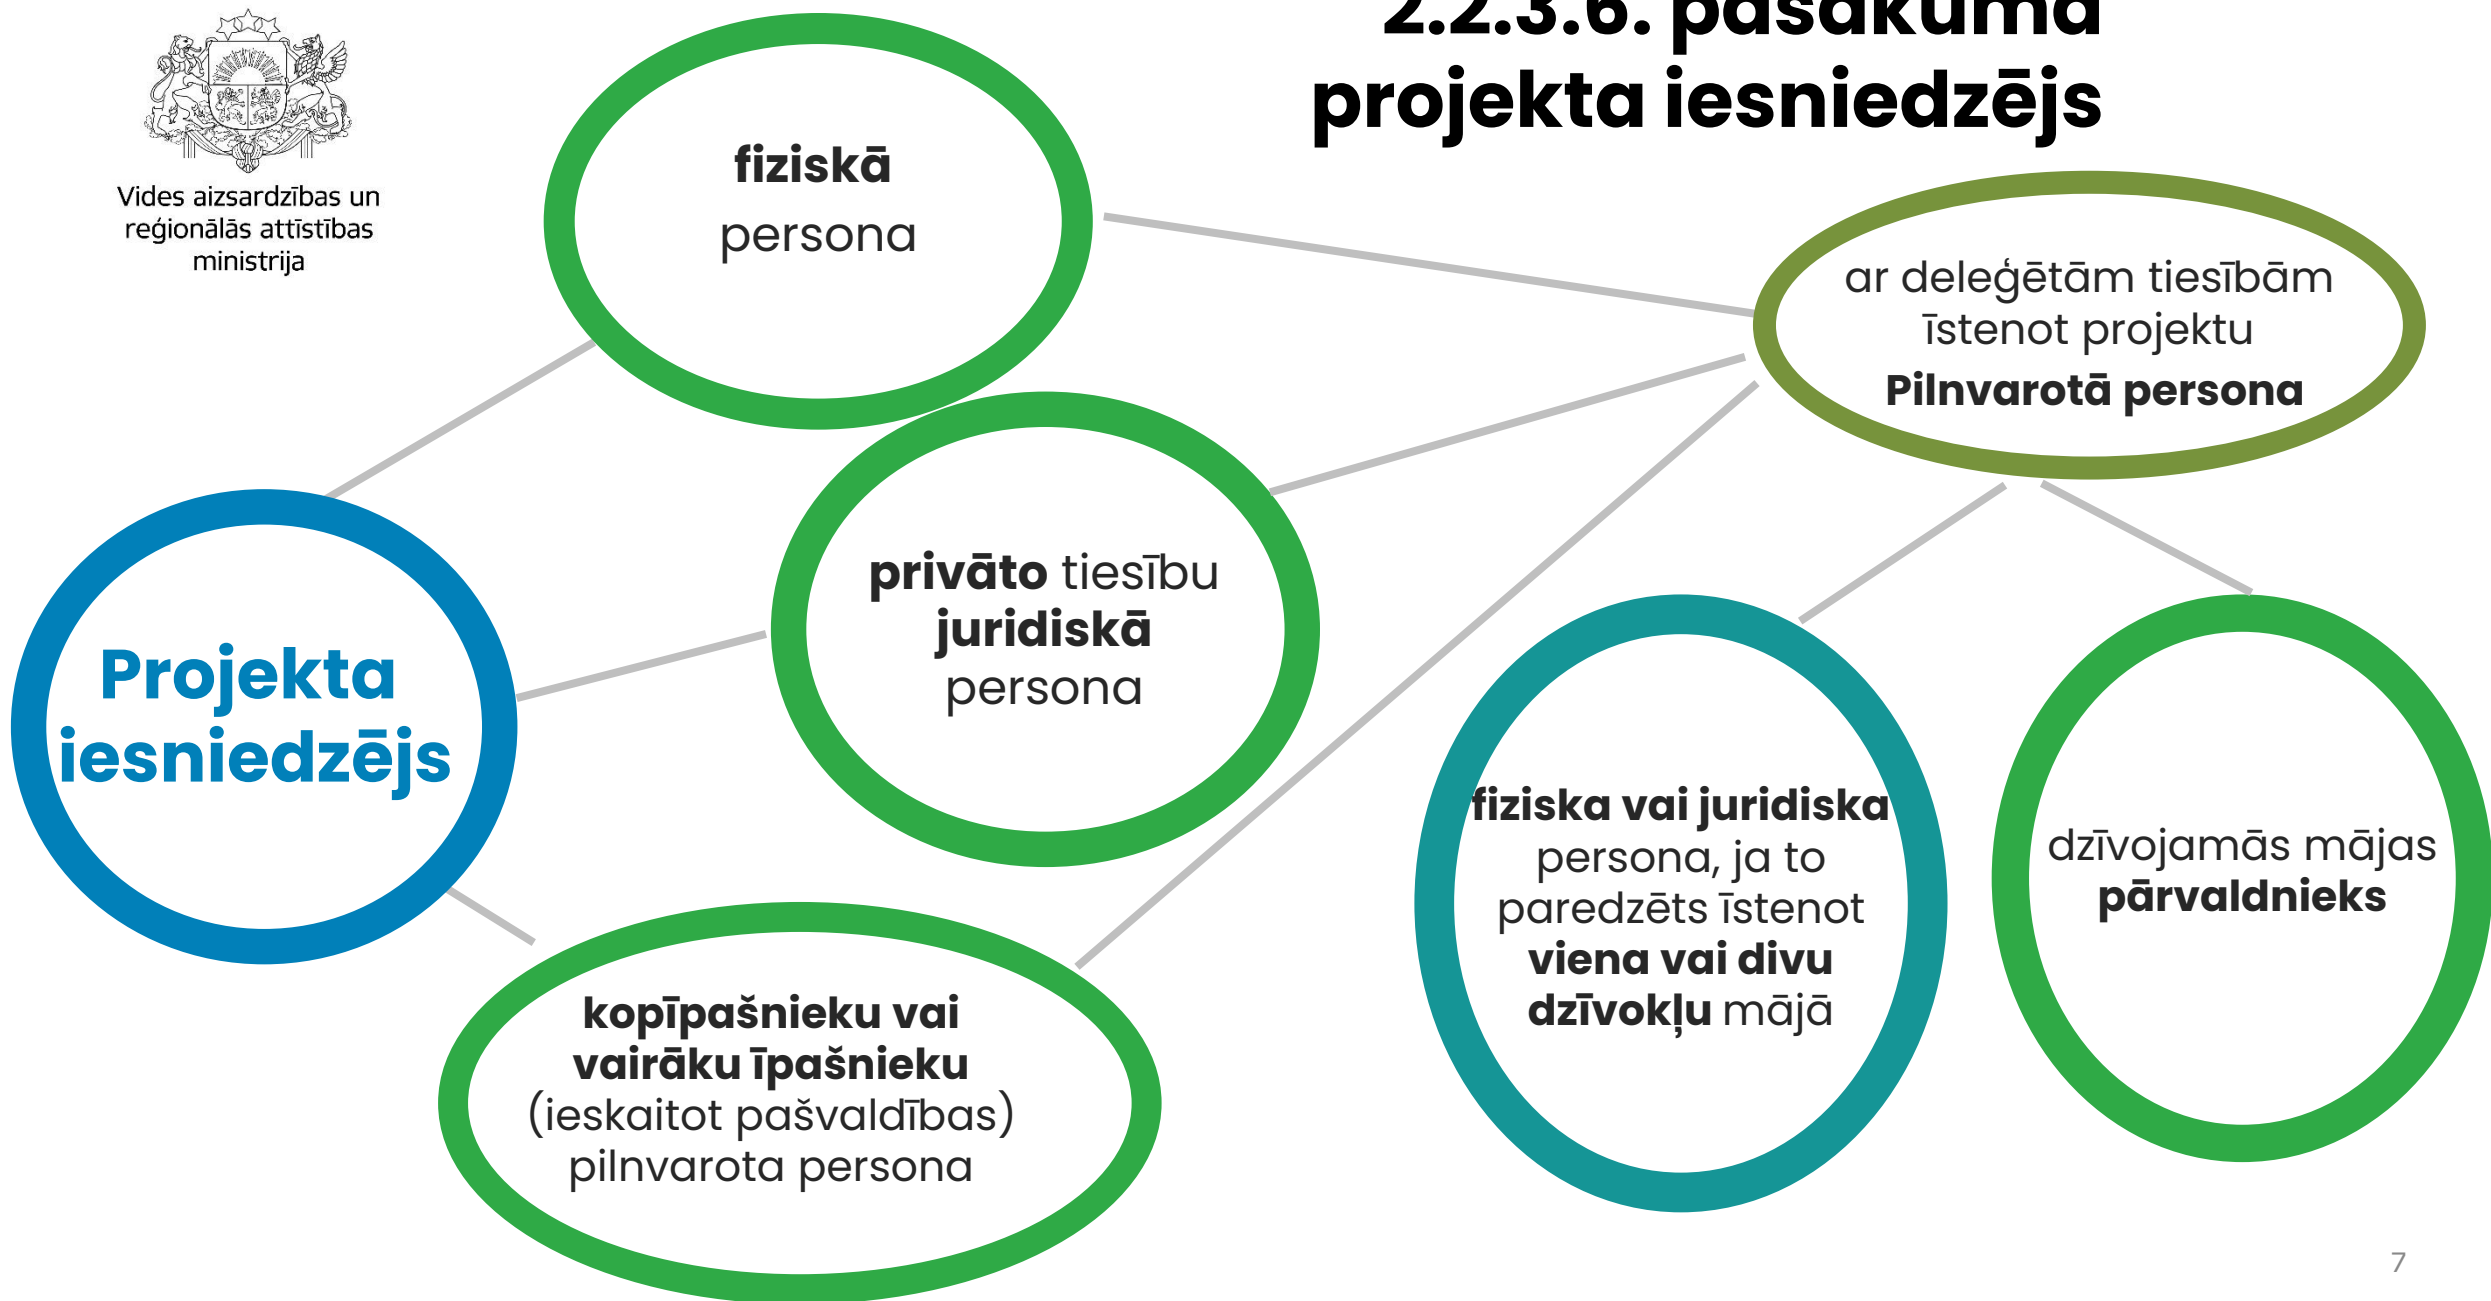 2.2.3.6. pasākuma
projekta iesniedzējs
Vides aizsardzības un
reģionālās attīstības
ministrija
fiziskā
persona
ar deleģētām tiesībām
īstenot projektu
Pilnvarotā persona
privāto tiesību
juridiskā
persona
Projekta
iesniedzējs
fiziska vai juridiska
persona, ja to
paredzēts īstenot
viena vai divu
dzīvokļu mājā
dzīvojamās mājas
pārvaldnieks
kopīpašnieku vai
vairāku īpašnieku
(ieskaitot pašvaldības)
pilnvarota persona
7